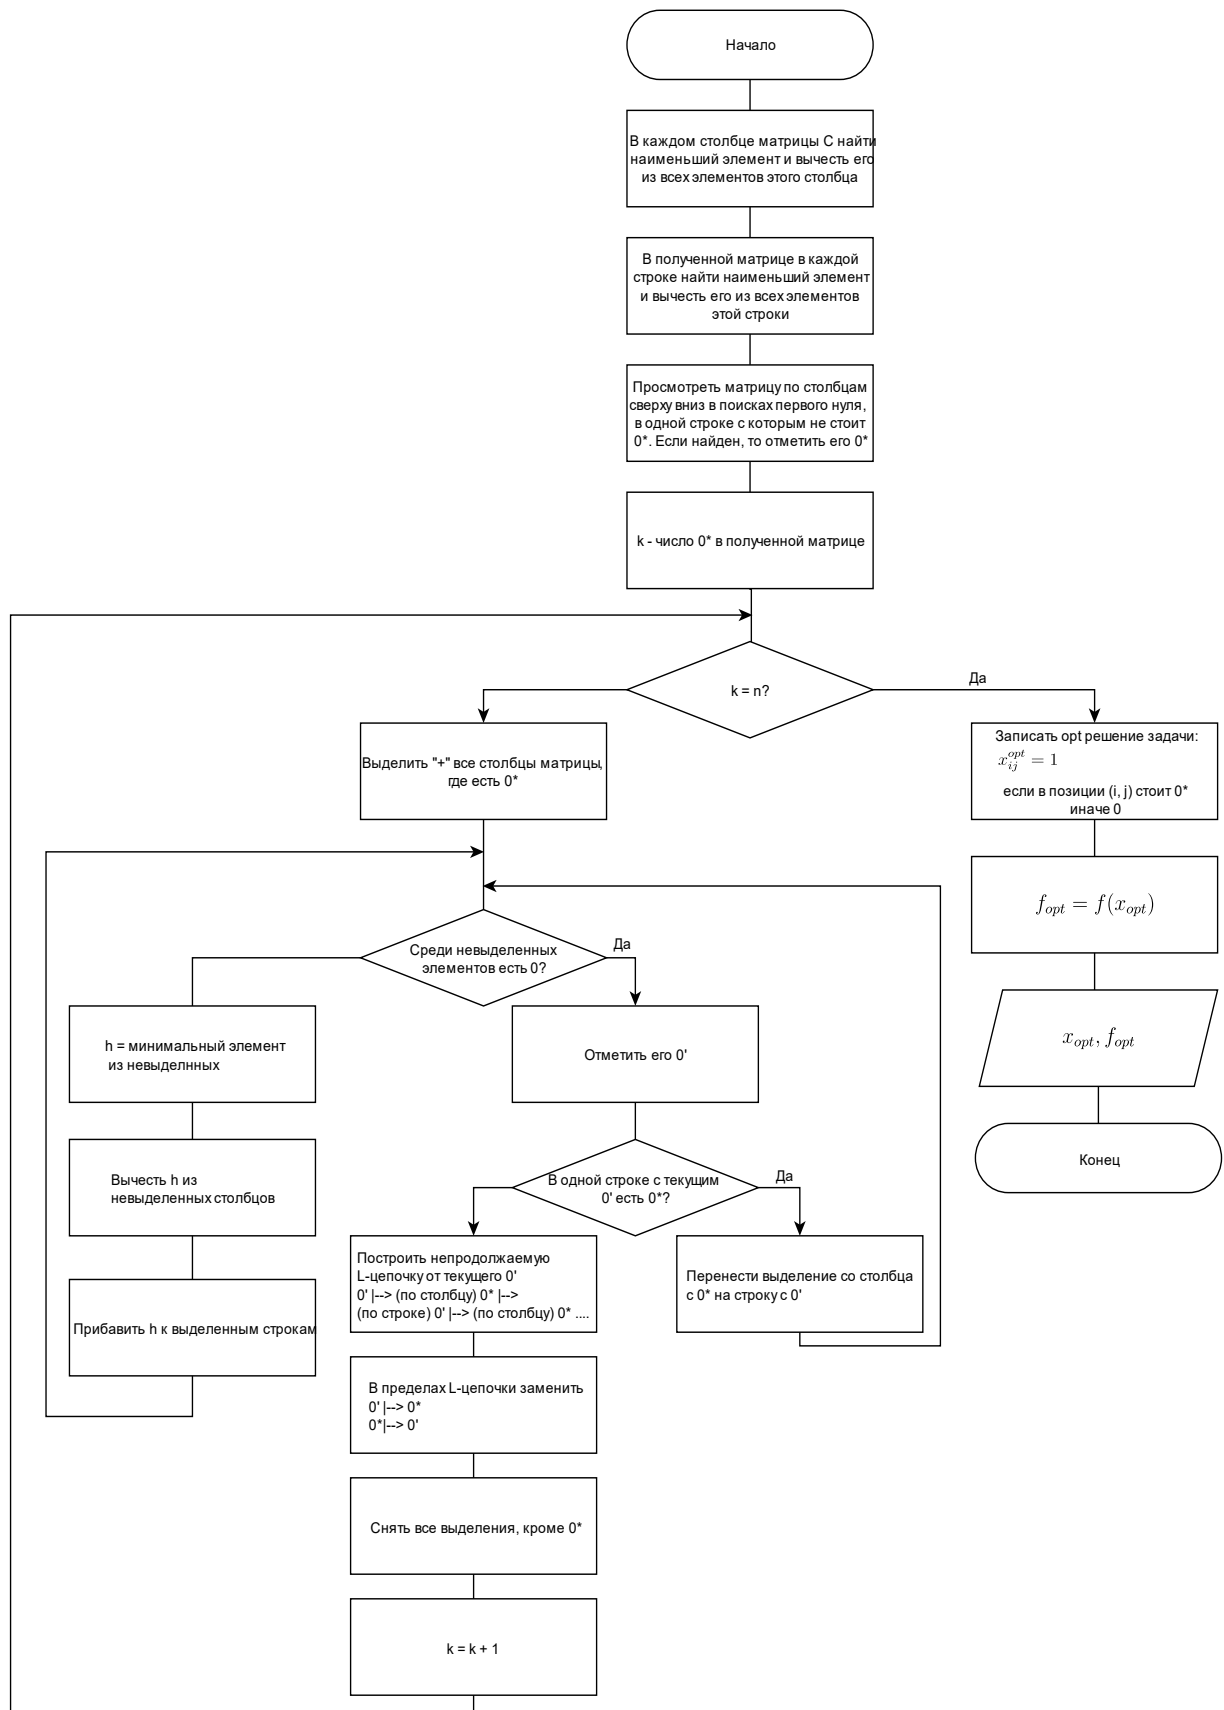 Начало
В каждом столбце матрицы С найти
наименьший элемент и вычесть его
из всех элементов этого столбца
В полученной матрице в каждой
строке найти наименьший элемент
и вычесть его из всех элементов
этой строки
Просмотреть матрицу по столбцам
сверху вниз в поисках первого нуля,
в одной строке с которым не стоит
0*. Если найден, то отметить его 0*
k - число 0* в полученной матрице
k = n?
Да
Выделить "+" все столбцы матрицы,
где есть 0*
Записать opt решение задачи:
x_{ij}^{opt} = 1
если в позиции (i, j) стоит 0*
иначе 0
f_{opt} = f(x_{opt})
x_{opt}, f_{opt}
Конец
Среди невыделенных
элементов есть 0?
Да
h = минимальный элемент
из невыделнных
Вычесть h из
невыделенных столбцов
Прибавить h к выделенным строкам
Отметить его 0'
В одной строке с текущим
0' есть 0*?
Да
Построить непродолжаемую
L-цепочку от текущего 0'
0' |--> (по столбцу) 0* |-->
(по строке) 0' |--> (по столбцу) 0* ....
Перенести выделение со столбца
с 0* на строку с 0'
В пределах L-цепочки заменить
0' |--> 0*
0*|--> 0'
Снять все выделения, кроме 0*
k = k + 1